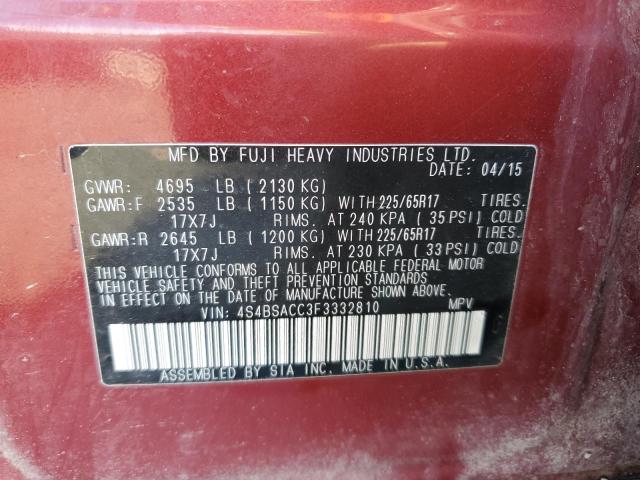 MFD BY FUJI HEAVY INDUSTRIES LTD.
DATE: 04/15
GVWR: 4695 LB (2130 KG)
GAWR:F 2535 LB (1150 KG) WITH 225/65R17 TIRES.
17X7J RIMS. AT 240 KPA (35 PSI) COLD
GAWR:R 2645 LB (1200 KG) WITH 225/65R17 TIRES.
17X7J RIMS. AT 230 KPA (33 PSI) COLD
THIS VEHICLE CONFORMS TO ALL APPLICABLE FEDERAL MOTOR
VEHICLE SAFETY AND THEFT PREVENTION STANDARDS
IN EFFECT ON THE DATE OF MANUFACTURE SHOWN ABOVE.
VIN: 4S4BSACC3F3332810 MPV
ASSEMBLED BY SIA INC. IN U.S.A.